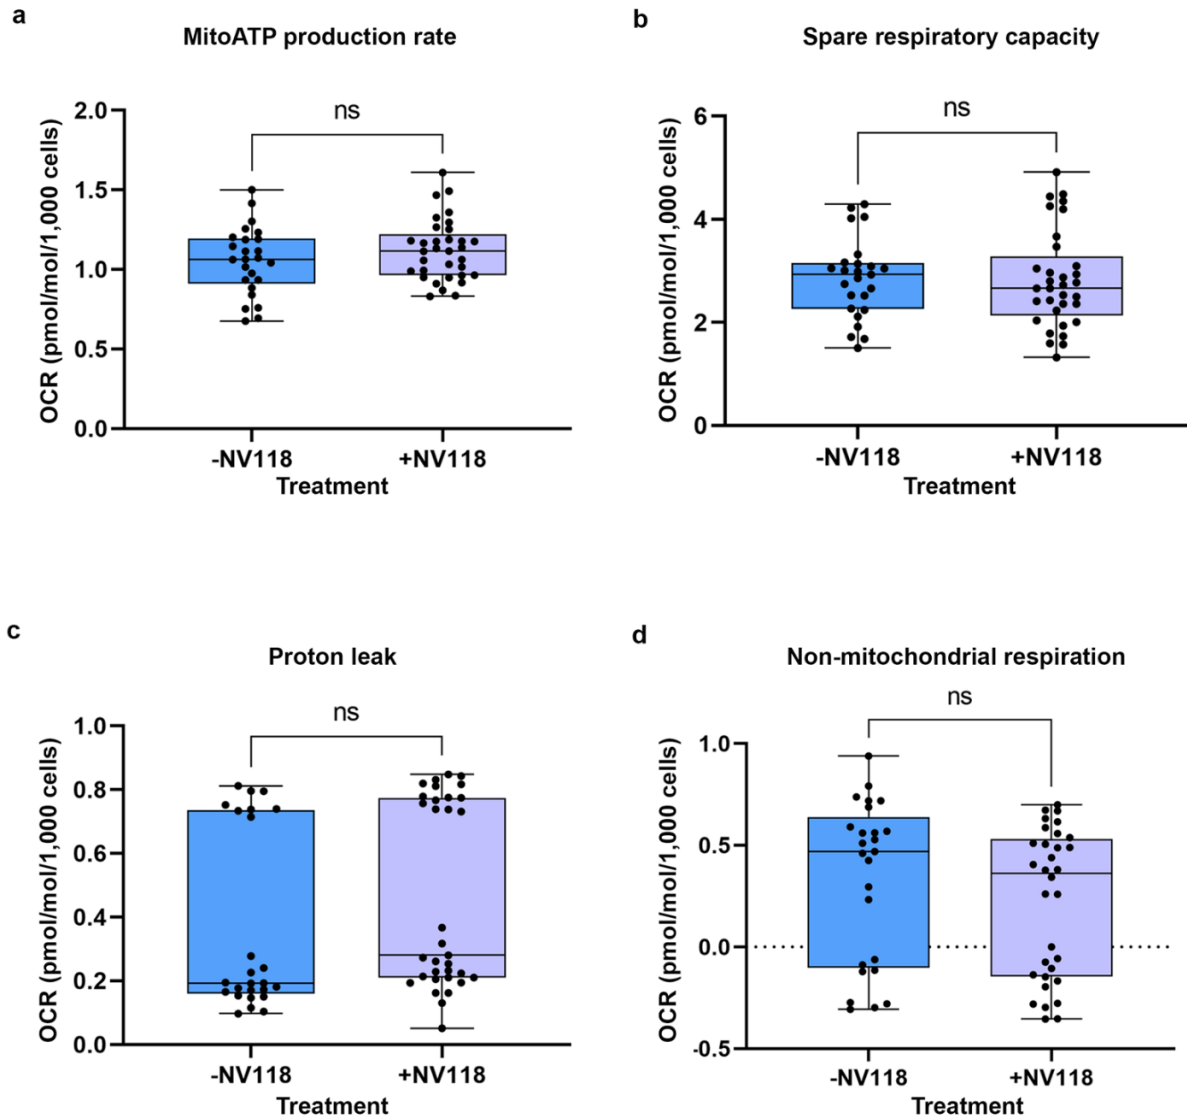 a
MitoATP production rate
ns
OCR (pmol/mol/1,000 cells)
2.0
1.5
1.0
0.5
0.0
-NV118
+NV118
Treatment
b
Spare respiratory capacity
ns
OCR (pmol/mol/1,000 cells)
6
4
2
0
-NV118
+NV118
Treatment
c
Proton leak
ns
OCR (pmol/mol/1,000 cells)
1.0
0.8
0.6
0.4
0.2
0.0
-NV118
+NV118
Treatment
d
Non-mitochondrial respiration
ns
OCR (pmol/mol/1,000 cells)
1.0
0.5
0.0
-0.5
-NV118
+NV118
Treatment